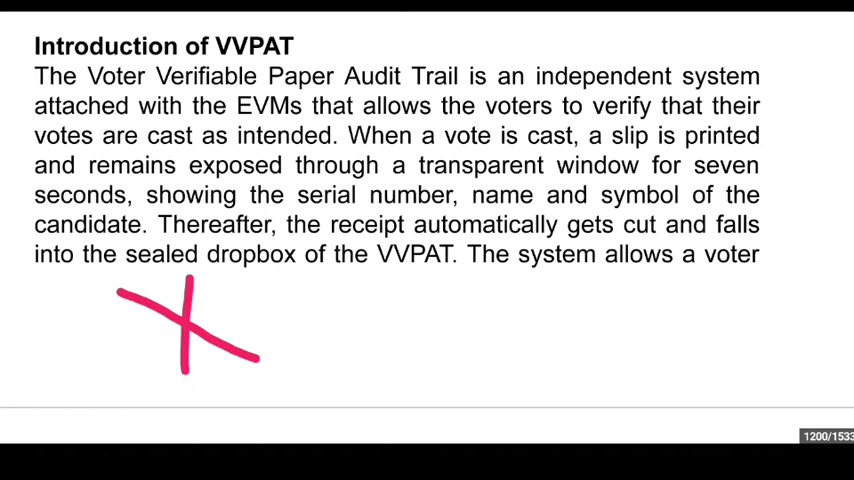 Introduction of VVPAT
The Voter Verifiable Paper Audit Trail is an independent system
attached with the EVMs that allows the voters to verify that their
votes are cast as intended. When a vote is cast, a slip is printed
and remains exposed through a transparent window for seven
seconds, showing the serial number, name and symbol of the
candidate. Thereafter, the receipt automatically gets cut and falls
into the sealed dropbox of the VVPAT. The system allows a voter
1200/1533